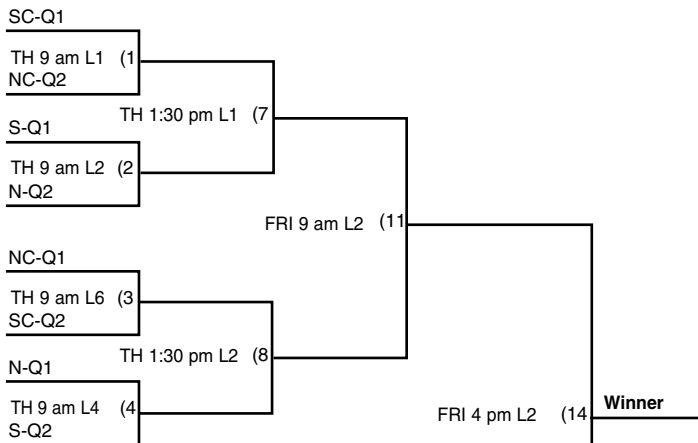 SC-Q1
TH 9 am L1 (1
NC-Q2
TH 1:30 pm L1 (7
S-Q1
TH 9 am L2 (2
N-Q2
FRI 9 am L2 (11
NC-Q1
TH 9 am L6 (3
SC-Q2
TH 1:30 pm L2 (8
N-Q1
TH 9 am L4 (4
S-Q2
FRI 4 pm L2 (14
Winner